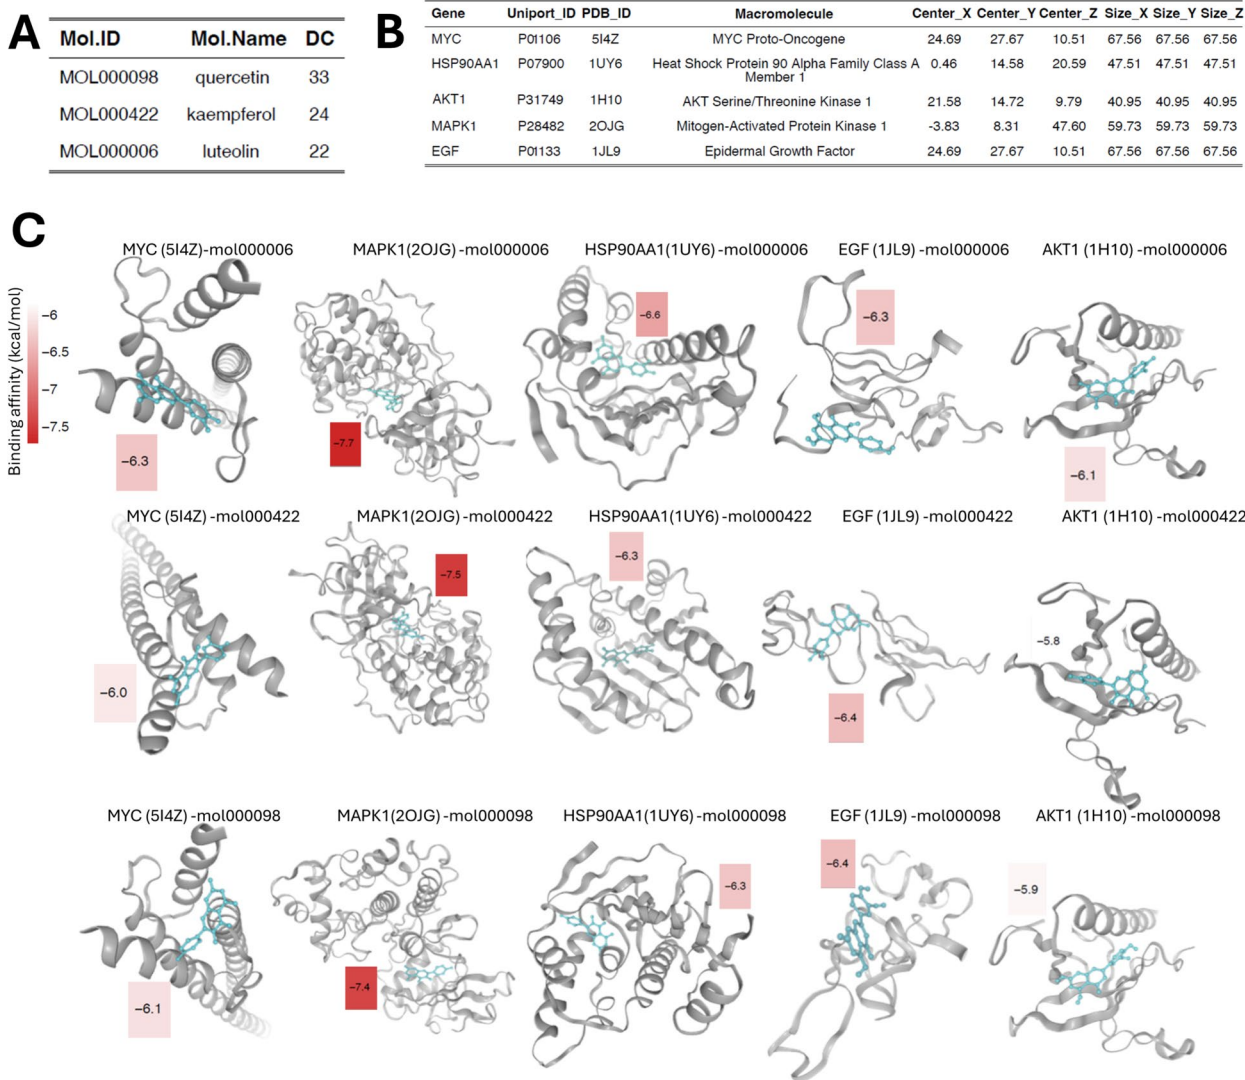 A
Mol.ID Mol.Name DC
MOL000098 quercetin 33
MOL000422 kaempferol 24
MOL000006 luteolin 22
B
Gene Uniport_ID PDB_ID Macromolecule Center_X Center_Y Center_Z Size_X Size_Y Size_Z
MYC P01106 5I4Z MYC Proto-Oncogene 24.69 27.67 10.51 67.56 67.56 67.56
HSP90AA1 P07900 1UY6 Heat Shock Protein 90 Alpha Family Class A 0.46 14.58 20.59 47.51 47.51 47.51
Member 1
AKT1 P31749 1H10 AKT Serine/Threonine Kinase 1 21.58 14.72 9.79 40.95 40.95 40.95
MAPK1 P28482 2OJG Mitogen-Activated Protein Kinase 1 -3.83 8.31 47.60 59.73 59.73 59.73
EGF P01133 1JL9 Epidermal Growth Factor 24.69 27.67 10.51 67.56 67.56 67.56
C
Binding affinity (kcal/mol)
−6
−6.5
−7
−7.5
MYC (5I4Z)-mol000006 MAPK1(2OJG) -mol000006 HSP90AA1(1UY6) -mol000006 EGF (1JL9) -mol000006 AKT1 (1H10) -mol000006
−6.3 −7.7 −6.6 −6.3 −6.1
MYC (5I4Z) -mol000422 MAPK1(2OJG) -mol000422 HSP90AA1(1UY6) -mol000422 EGF (1JL9) -mol000422 AKT1 (1H10) -mol000422
−6.0 −7.5 −6.3 −6.4 −5.8
MYC (5I4Z) -mol000098 MAPK1(2OJG) -mol000098 HSP90AA1(1UY6) -mol000098 EGF (1JL9) -mol000098 AKT1 (1H10) -mol000098
−6.1 −7.4 −6.3 −6.4 −5.9